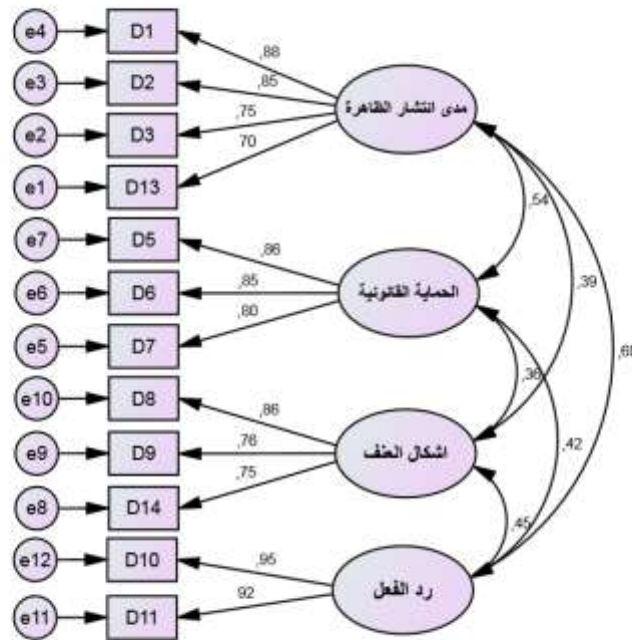 e4 D1 ,88
e3 D2 ,85
e2 D3 ,75
e1 D13 70
مدى انتشار الظاهرة
e7 D5 ,86
e6 D6 ,85
e5 D7 ,80
الحماية القانونية
e10 D8 ,86
e9 D9 ,76
e8 D14 ,75
اشكال العنف
e12 D10 ,95
e11 D11 92
رد الفعل
,54
,39
,36
,42
,45